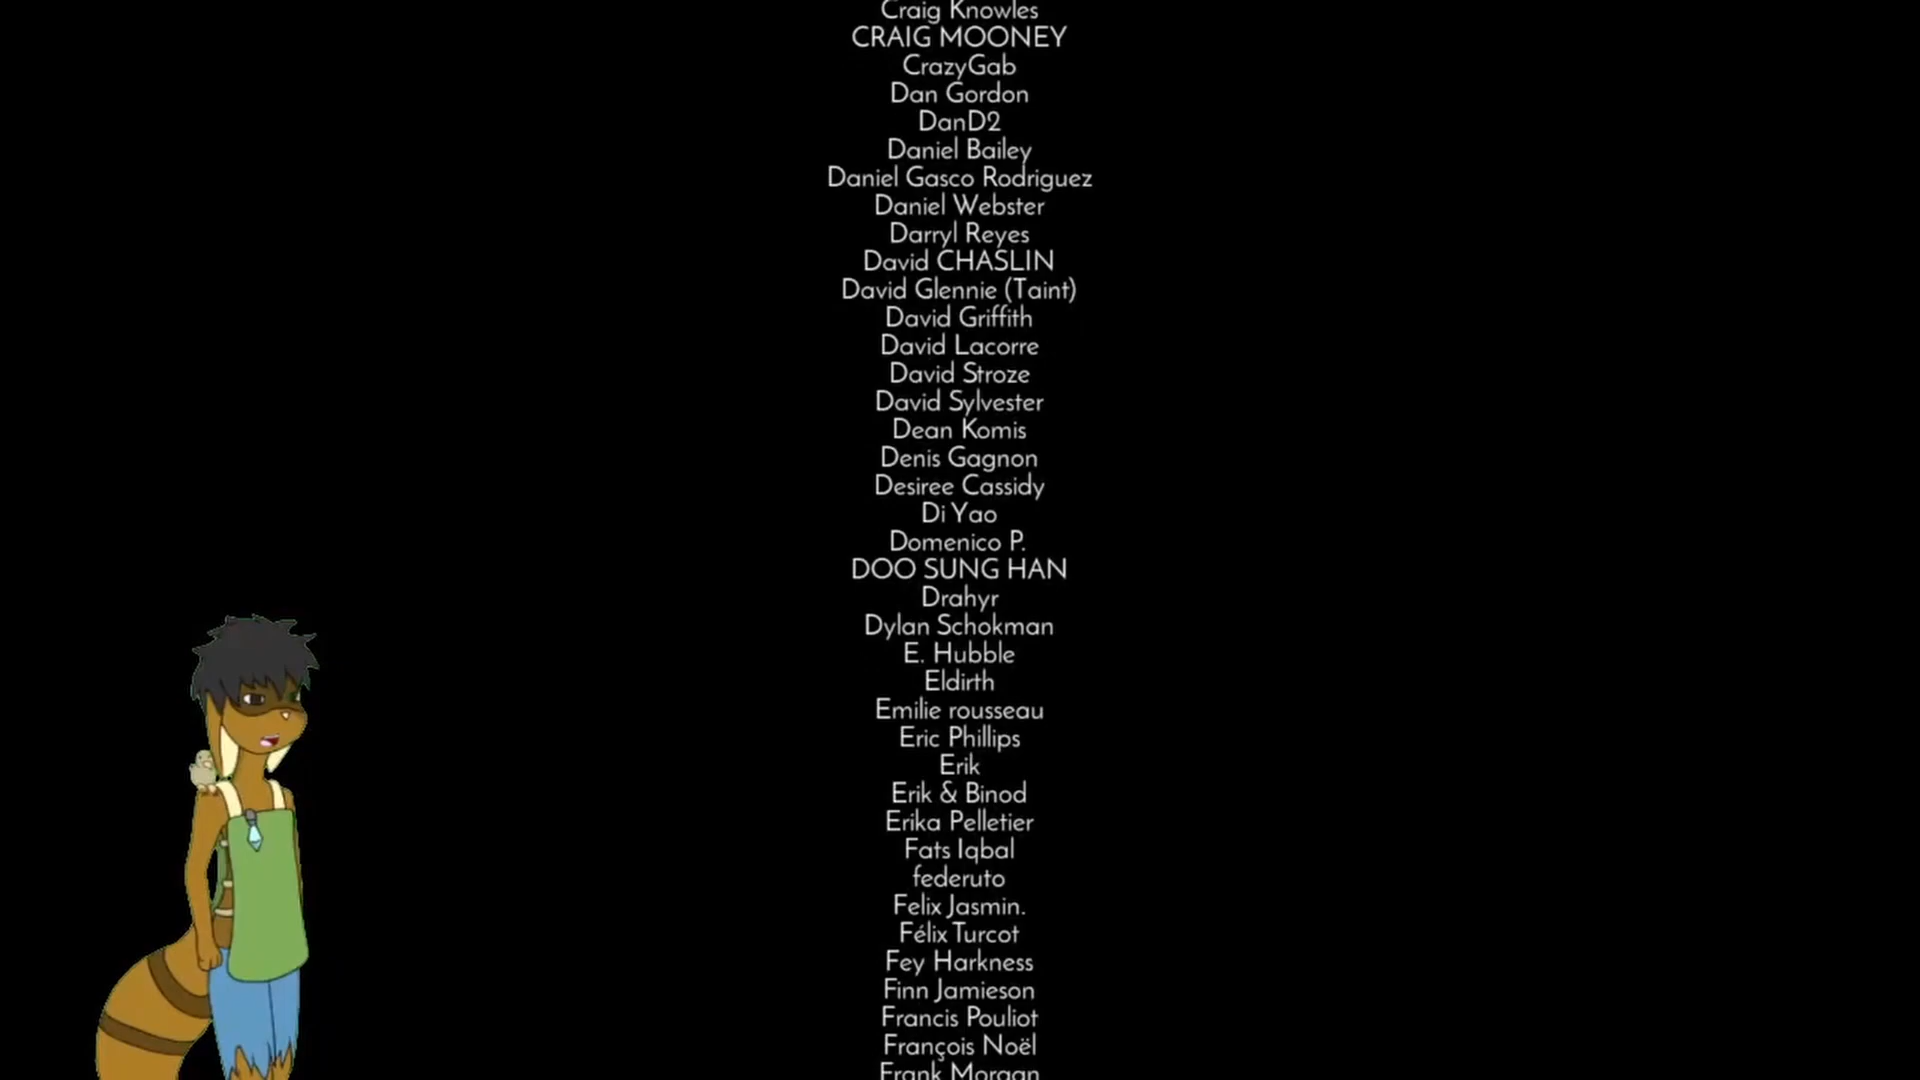 Craig Knowles
CRAIG MOONEY
CrazyGab
Dan Gordon
DanD2
Daniel Bailey
Daniel Gasco Rodriguez
Daniel Webster
Darryl Reyes
David CHASLIN
David Glennie (Taint)
David Griffith
David Lacorre
David Stroze
David Sylvester
Dean Komis
Denis Gagnon
Desiree Cassidy
Di Yao
Domenico P.
DOO SUNG HAN
Drahyr
Dylan Schokman
E. Hubble
Eldirth
Emilie rousseau
Eric Phillips
Erik
Erik & Binod
Erika Pelletier
Fats Iqbal
federuto
Felix Jasmin.
Félix Turcot
Fey Harkness
Finn Jamieson
Francis Pouliot
François Noël
Frank Morgan